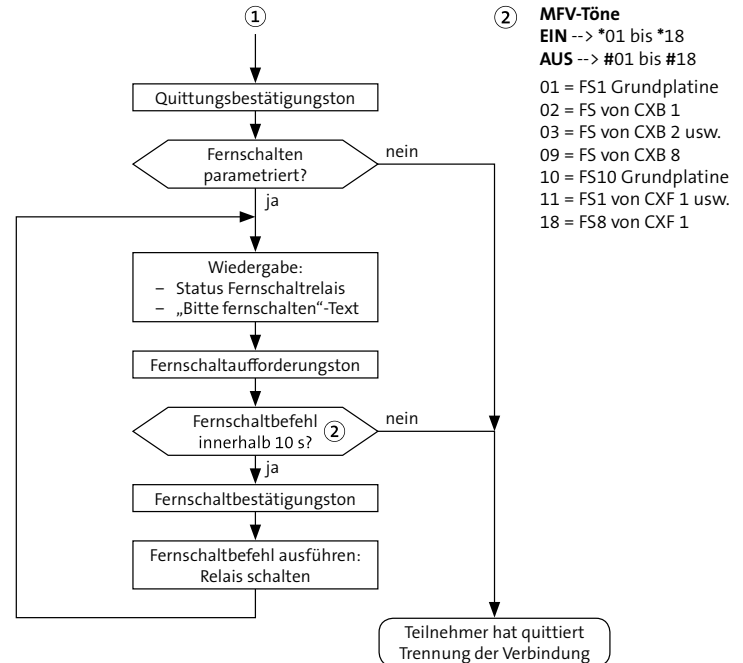 ①
Quittungsbestätigungston
Fernschalten
parametriert?
nein
ja
Wiedergabe:
– Status Fernschaltrelais
– „Bitte fernschalten“-Text
Fernschaltaufforderungston
Fernschaltbefehl
innerhalb 10 s? ②
nein
ja
Fernschaltbestätigungston
Fernschaltbefehl ausführen:
Relais schalten
Teilnehmer hat quittiert
Trennung der Verbindung
② MFV-Töne
EIN --> *01 bis *18
AUS --> #01 bis #18
01 = FS1 Grundplatine
02 = FS von CXB 1
03 = FS von CXB 2 usw.
09 = FS von CXB 8
10 = FS10 Grundplatine
11 = FS1 von CXF 1 usw.
18 = FS8 von CXF 1